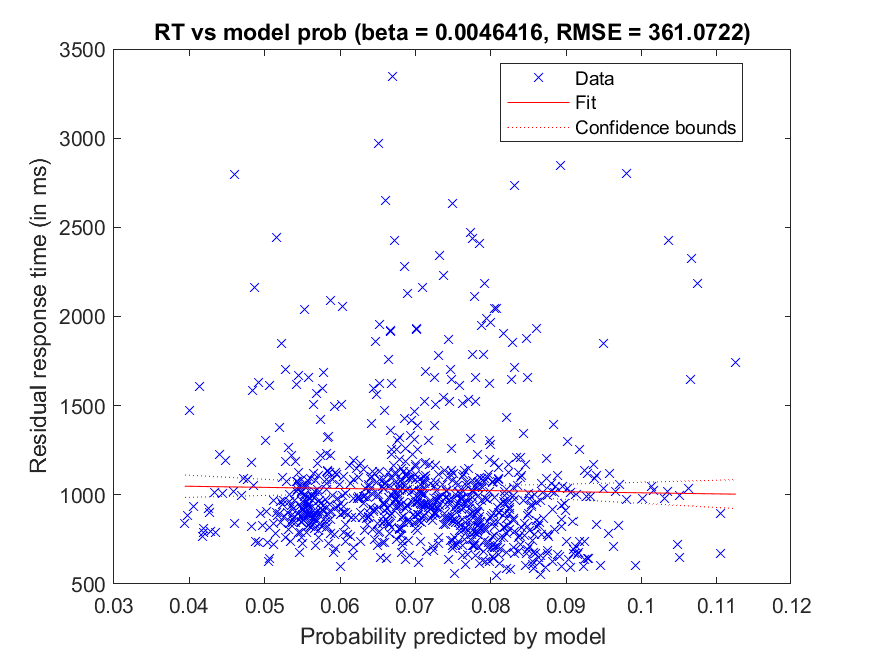 RT vs model prob (beta = 0.0046416, RMSE = 361.0722)
3500
3000
2500
2000
1500
1000
500
Residual response time (in ms)
Data
Fit
Confidence bounds
0.03 0.04 0.05 0.06 0.07 0.08 0.09 0.1 0.11 0.12
Probability predicted by model